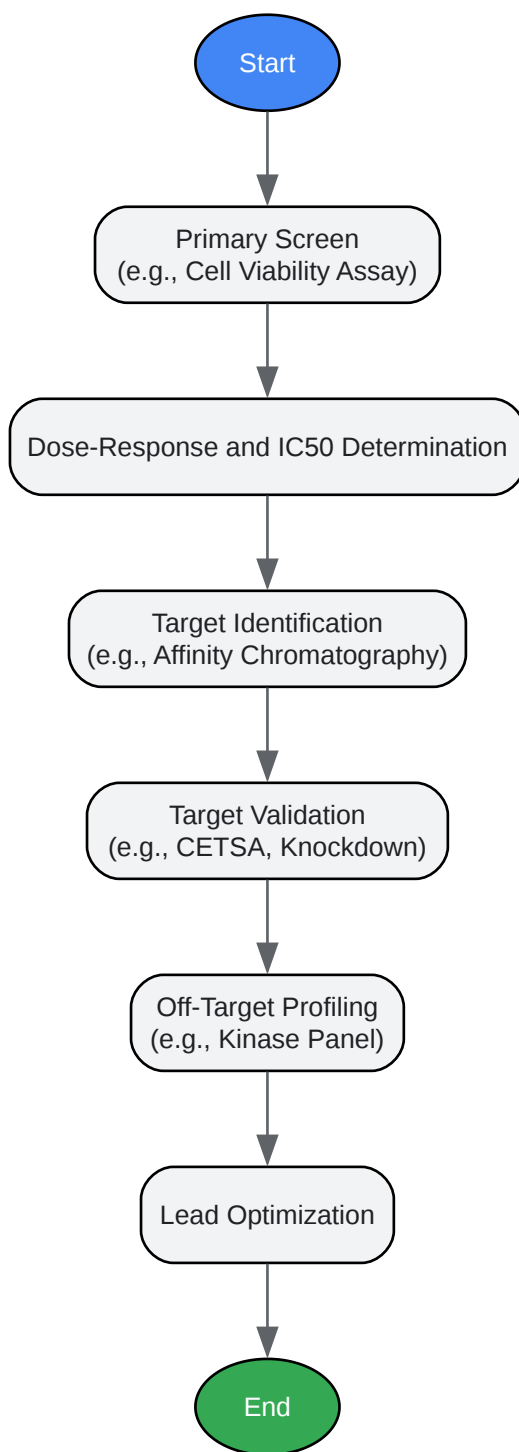 Start
Primary Screen
(e.g., Cell Viability Assay)
Dose-Response and IC50 Determination
Target Identification
(e.g., Affinity Chromatography)
Target Validation
(e.g., CETSA, Knockdown)
Off-Target Profiling
(e.g., Kinase Panel)
Lead Optimization
End